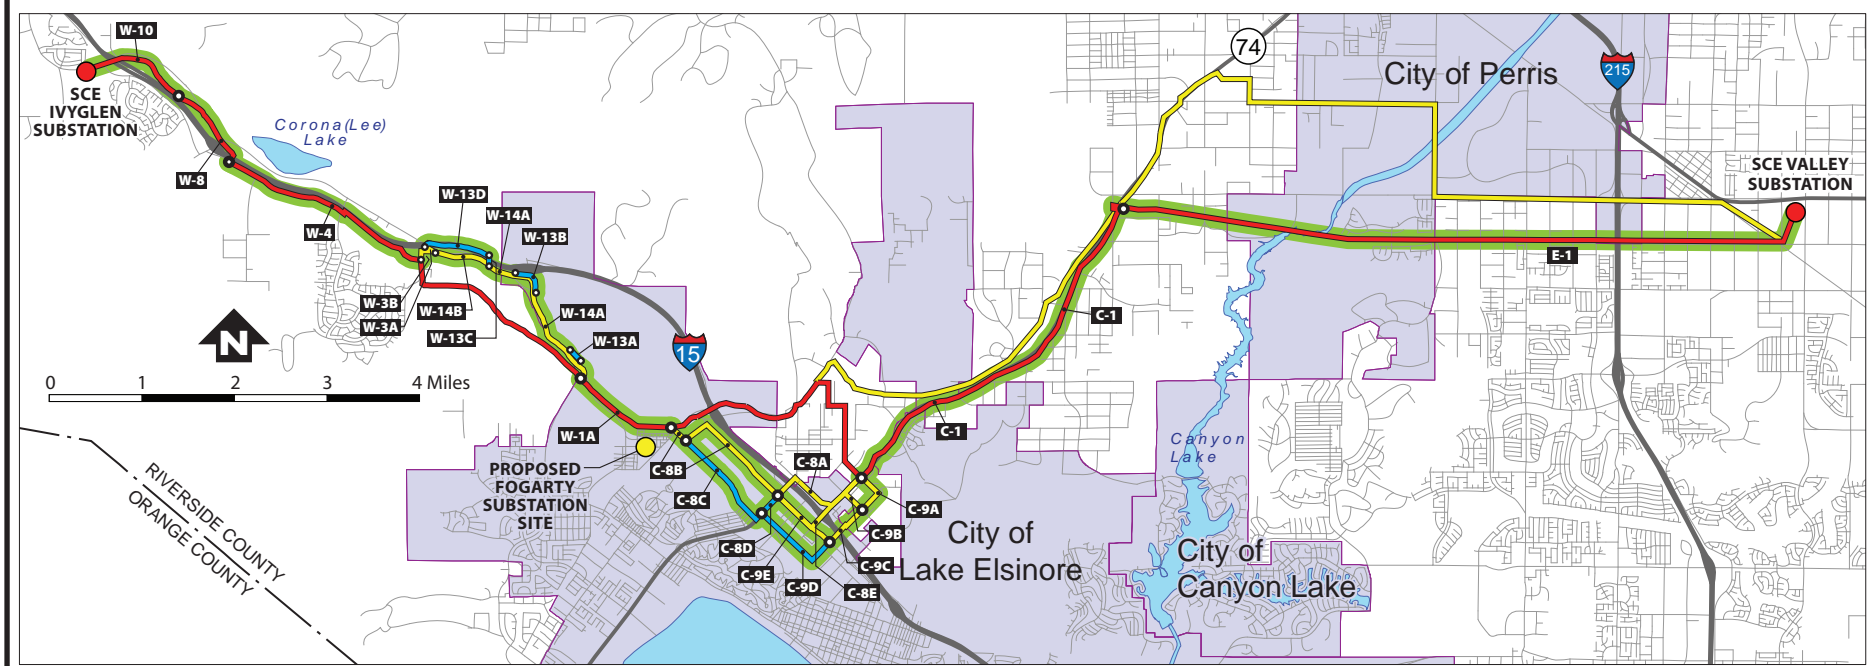 W-10
SCE
IVYGLEN
SUBSTATION
Corona(Lee)
Lake
W-8
W-4
W-13D
W-14A
W-13B
W-3B
W-3A
W-14B
W-13C
W-14A
W-13A
N
0 1 2 3 4 Miles
15
W-1A
PROPOSED
FOGARTY
SUBSTATION
SITE
C-8B
C-8C
C-8A
C-8D
C-9E
C-9D
C-8E
C-9C
C-9B
C-9A
City of
Lake Elsinore
C-1
C-1
74
City of Perris
215
SCE VALLEY
SUBSTATION
E-1
Canyon
Lake
City of
Canyon Lake
RIVERSIDE COUNTY
ORANGE COUNTY